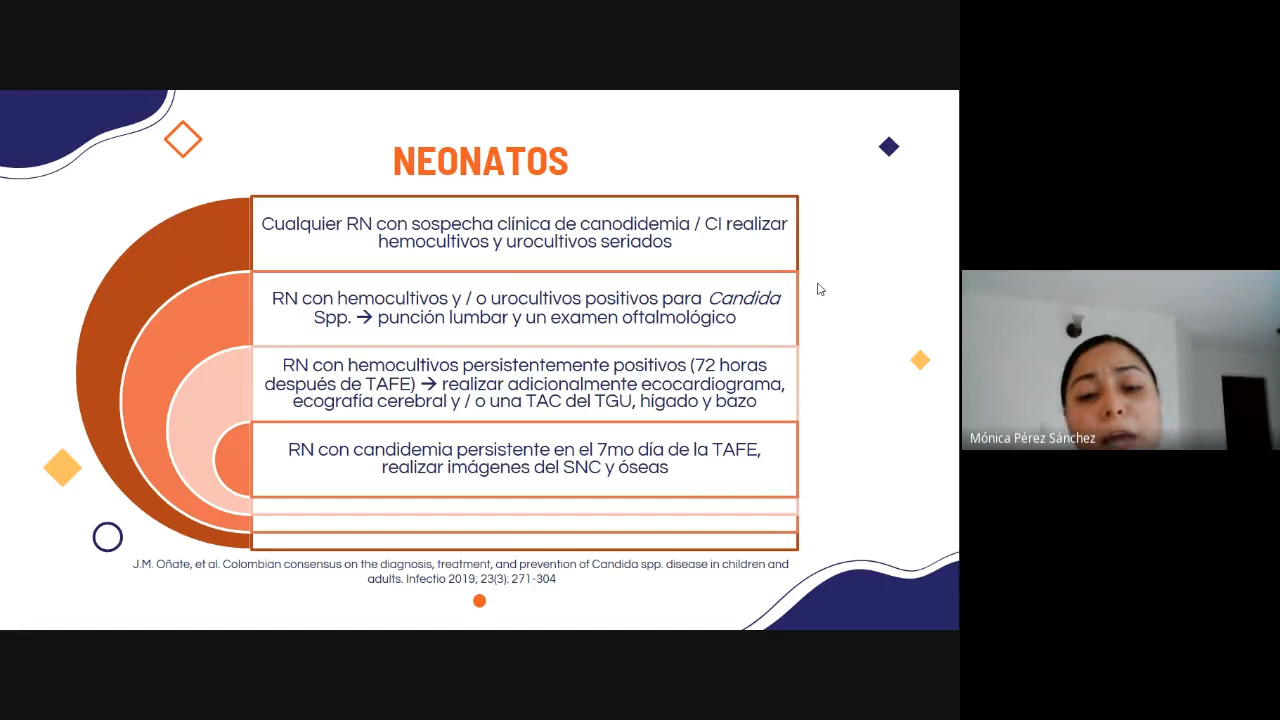 NEONATOS
Cualquier RN con sospecha clínica de canodidemia / CI realizar
hemocultivos y urocultivos seriados
RN con hemocultivos y / o urocultivos positivos para Candida
Spp. → punción lumbar y un examen oftalmológico
RN con hemocultivos persistentemente positivos (72 horas
después de TAFE) → realizar adicionalmente ecocardiograma,
ecografía cerebral y / o una TAC del TGU, hígado y bazo
RN con candidemia persistente en el 7mo día de la TAFE,
realizar imágenes del SNC y óseas
J.M. Oñate, et al. Colombian consensus on the diagnosis, treatment, and prevention of Candida spp. disease in children and
adults. Infectio 2019; 23(3): 271-304
Mónica Pérez Sánchez